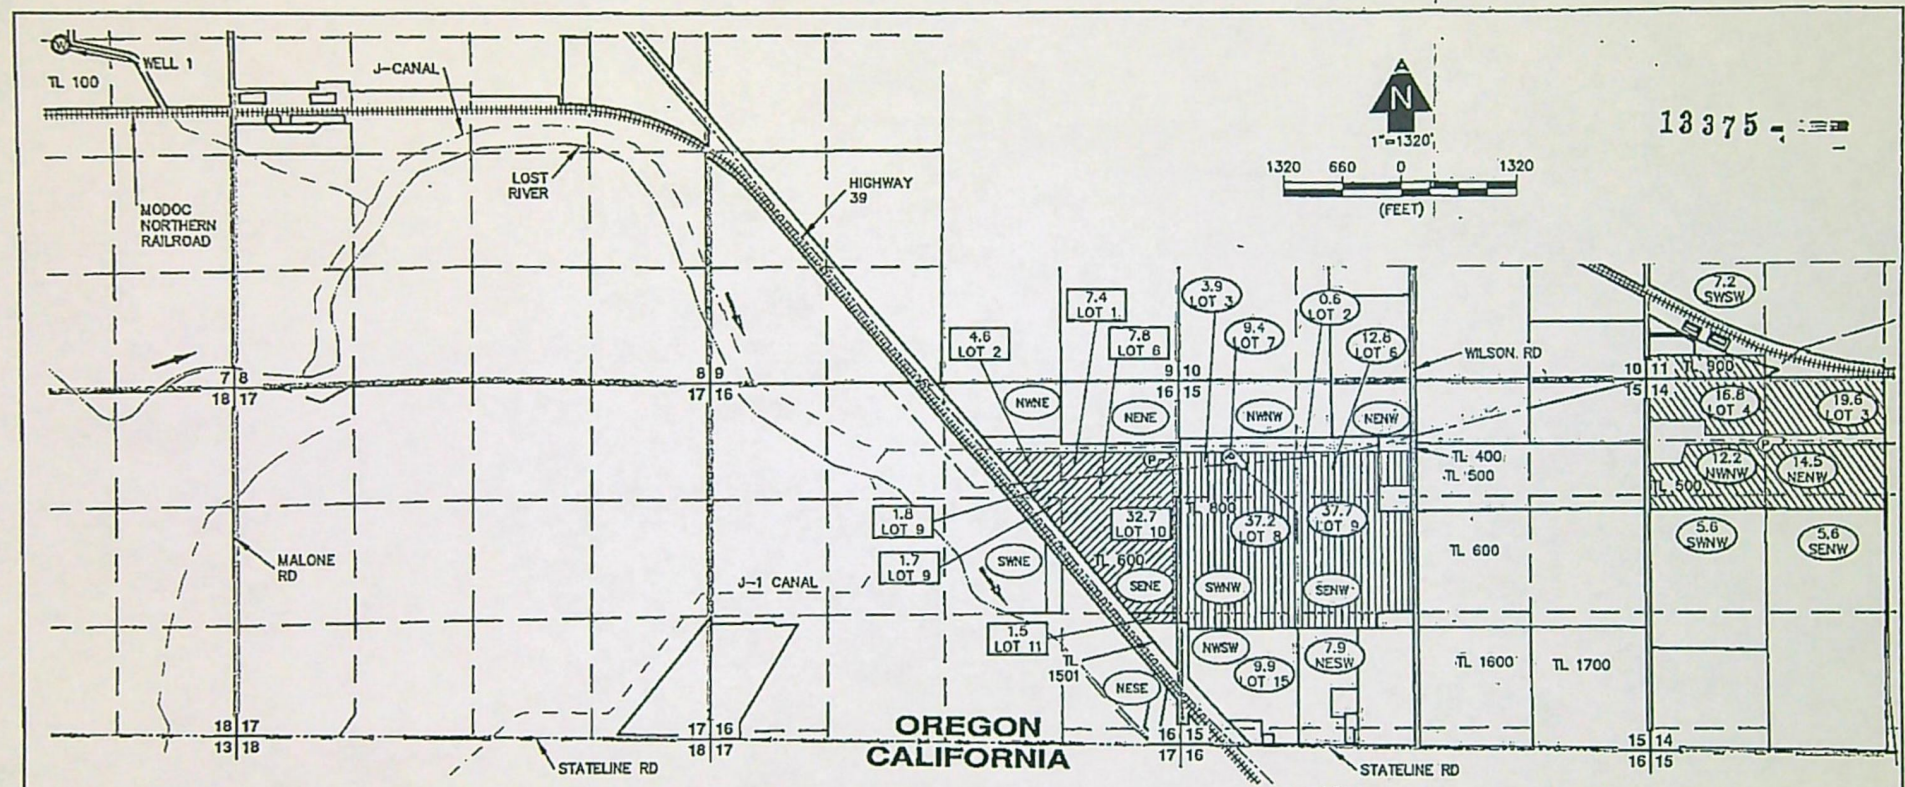 W
WELL 1
TL 100
J-CANAL
N
1"=1320'
13375-
1320 660 0 1320
(FEET)
LOST
RIVER
HIGHWAY
39
MODOC
NORTHERN
RAILROAD
7.2
SWSW
3.9
LOT 3
0.6
LOT 2
7.4
LOT 1
9.4
LOT 7
12.8
LOT 6
4.6
LOT 2
7.8
LOT 6
WILSON RD
7 8
18 17
8 9
17 16
9 10
16 15
10 11
15 14
TL 900
16.8
LOT 4
19.6
LOT 3
NWNE
NENE
NWNW
NENW
P
P
TL 400
TL 500
12.2
NWNW
14.5
NENW
TL 500
1.8
LOT 9
32.7
LOT 10
TL 800
37.2
LOT 8
37.7
LOT 9
5.6
SWNW
5.6
SENW
TL 600
MALONE
RD
1.7
LOT 9
SWNE
TL 600
SENE
SWNW
SENW
J-1 CANAL
1.5
LOT 11
NWSW
7.9
NESW
TL 1600
TL 1700
TL
1501
9.9
LOT 15
NESE
18 17
13 18
17 16
18 17
OREGON
CALIFORNIA
16 15
17 16
15 14
16 15
STATELINE RD
STATELINE RD